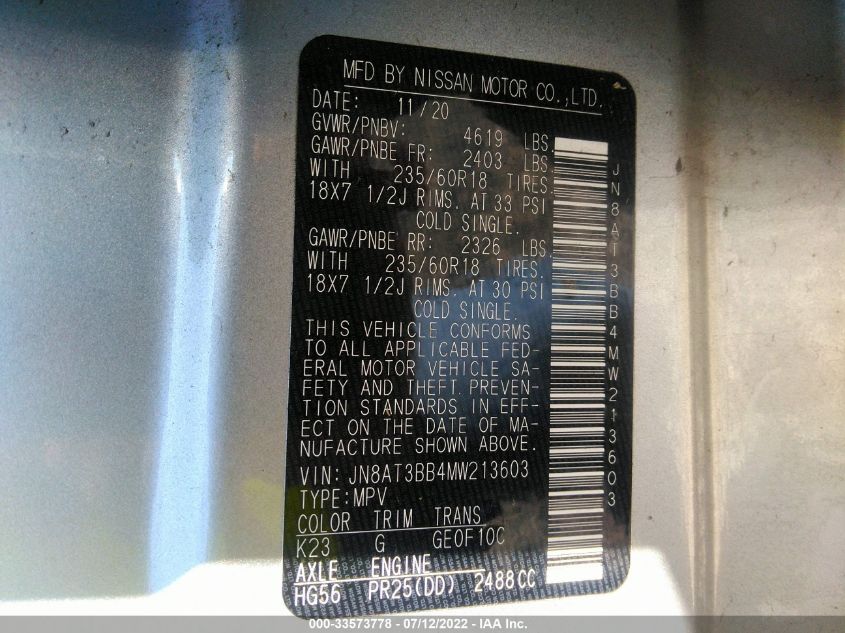 MFD BY NISSAN MOTOR CO.,LTD.
DATE: 11/20
GVWR/PNBV: 4619 LBS.
GAWR/PNBE FR: 2403 LBS.
WITH 235/60R18 TIRES.
18X7 1/2J RIMS. AT 33 PSI
COLD SINGLE.
GAWR/PNBE RR: 2326 LBS.
WITH 235/60R18 TIRES.
18X7 1/2J RIMS. AT 30 PSI
COLD SINGLE.
THIS VEHICLE CONFORMS
TO ALL APPLICABLE FED-
ERAL MOTOR VEHICLE SA-
FETY AND THEFT PREVEN-
TION STANDARDS IN EFF-
ECT ON THE DATE OF MA-
NUFACTURE SHOWN ABOVE.
VIN: JN8AT3BB4MW213603
TYPE:MPV
COLOR TRIM TRANS
K23 G GE0F10C
AXLE ENGINE
HG56 PR25(DD) 2488CC
JN8AT3BB4MW213603
000-33573778 - 07/12/2022 - IAA Inc.